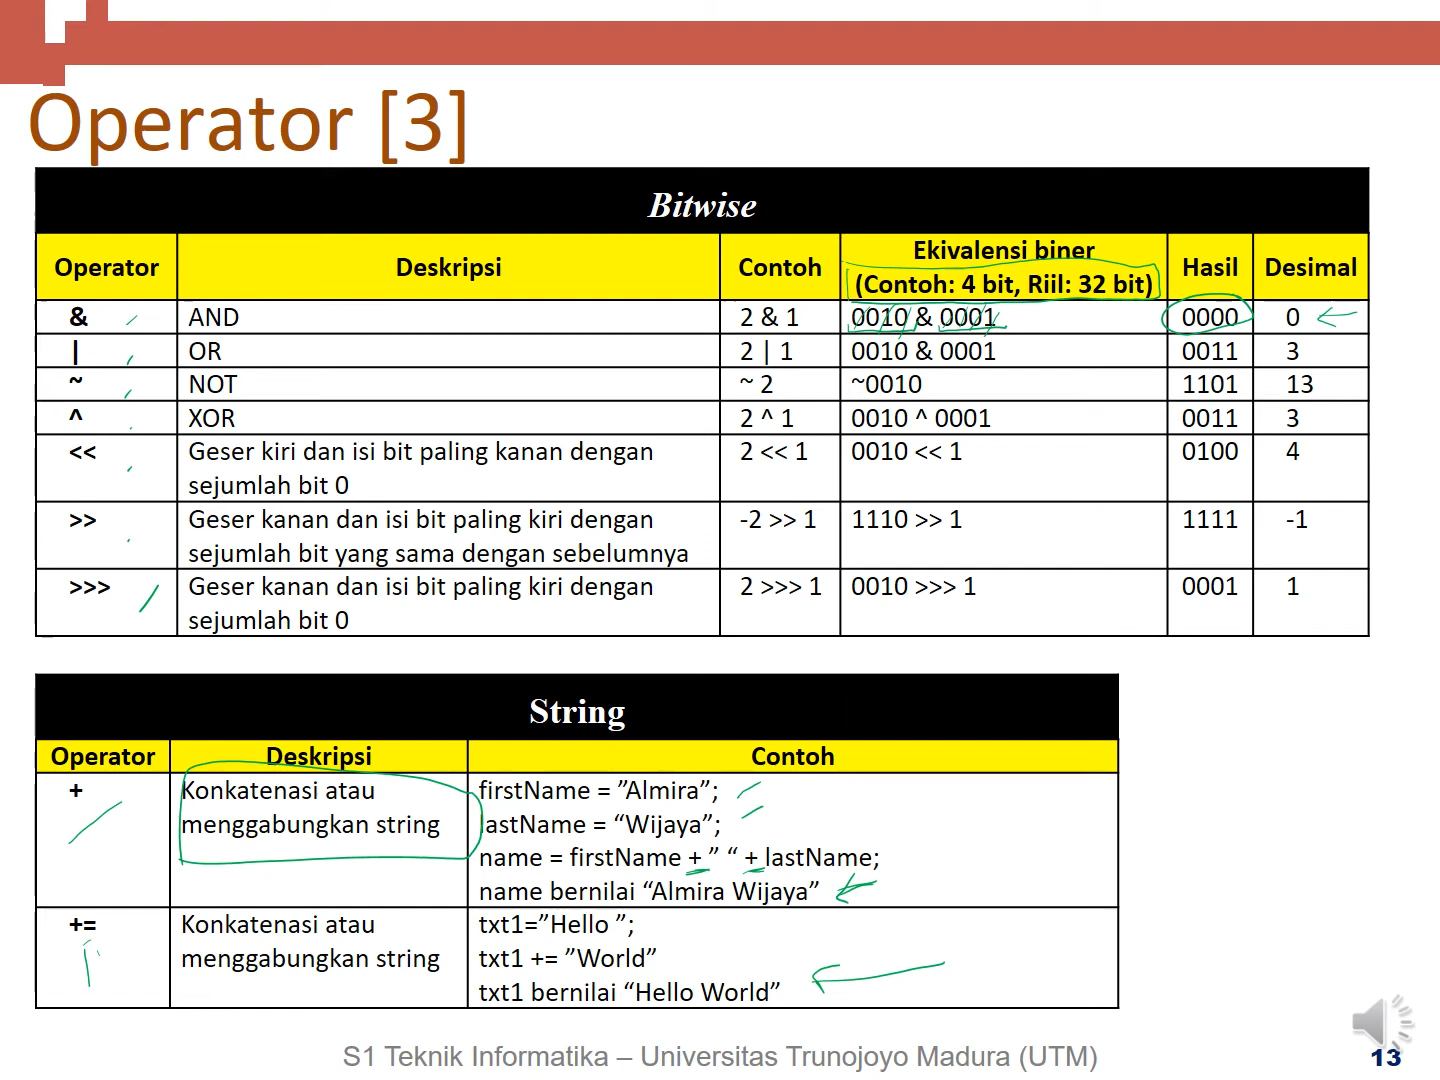 Operator [3]
Bitwise
Operator Deskripsi Contoh Ekivalensi biner (Contoh: 4 bit, Riil: 32 bit) Hasil Desimal
& AND 2 & 1 0010 & 0001 0000 0
| OR 2 | 1 0010 & 0001 0011 3
~ NOT ~ 2 ~0010 1101 13
^ XOR 2 ^ 1 0010 ^ 0001 0011 3
<< Geser kiri dan isi bit paling kanan dengan 2 << 1 0010 << 1 0100 4
sejumlah bit 0
>> Geser kanan dan isi bit paling kiri dengan -2 >> 1 1110 >> 1 1111 -1
sejumlah bit yang sama dengan sebelumnya
>>> Geser kanan dan isi bit paling kiri dengan 2 >>> 1 0010 >>> 1 0001 1
sejumlah bit 0
String
Operator Deskripsi Contoh
+ Konkatenasi atau firstName = ”Almira”;
menggabungkan string lastName = “Wijaya”;
name = firstName + ” “ + lastName;
name bernilai “Almira Wijaya”
+= Konkatenasi atau txt1=”Hello ”;
menggabungkan string txt1 += ”World”
txt1 bernilai “Hello World”
S1 Teknik Informatika – Universitas Trunojoyo Madura (UTM)
13